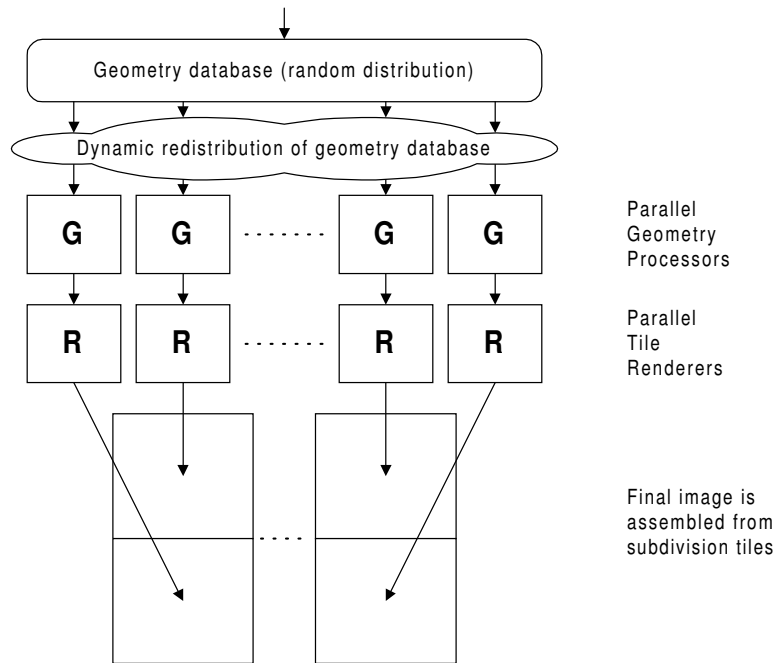 Geometry database (random distribution)
Dynamic redistribution of geometry database
G G ....... G G
Parallel
Geometry
Processors
R R ....... R R
Parallel
Tile
Renderers
.....
Final image is
assembled from
subdivision tiles